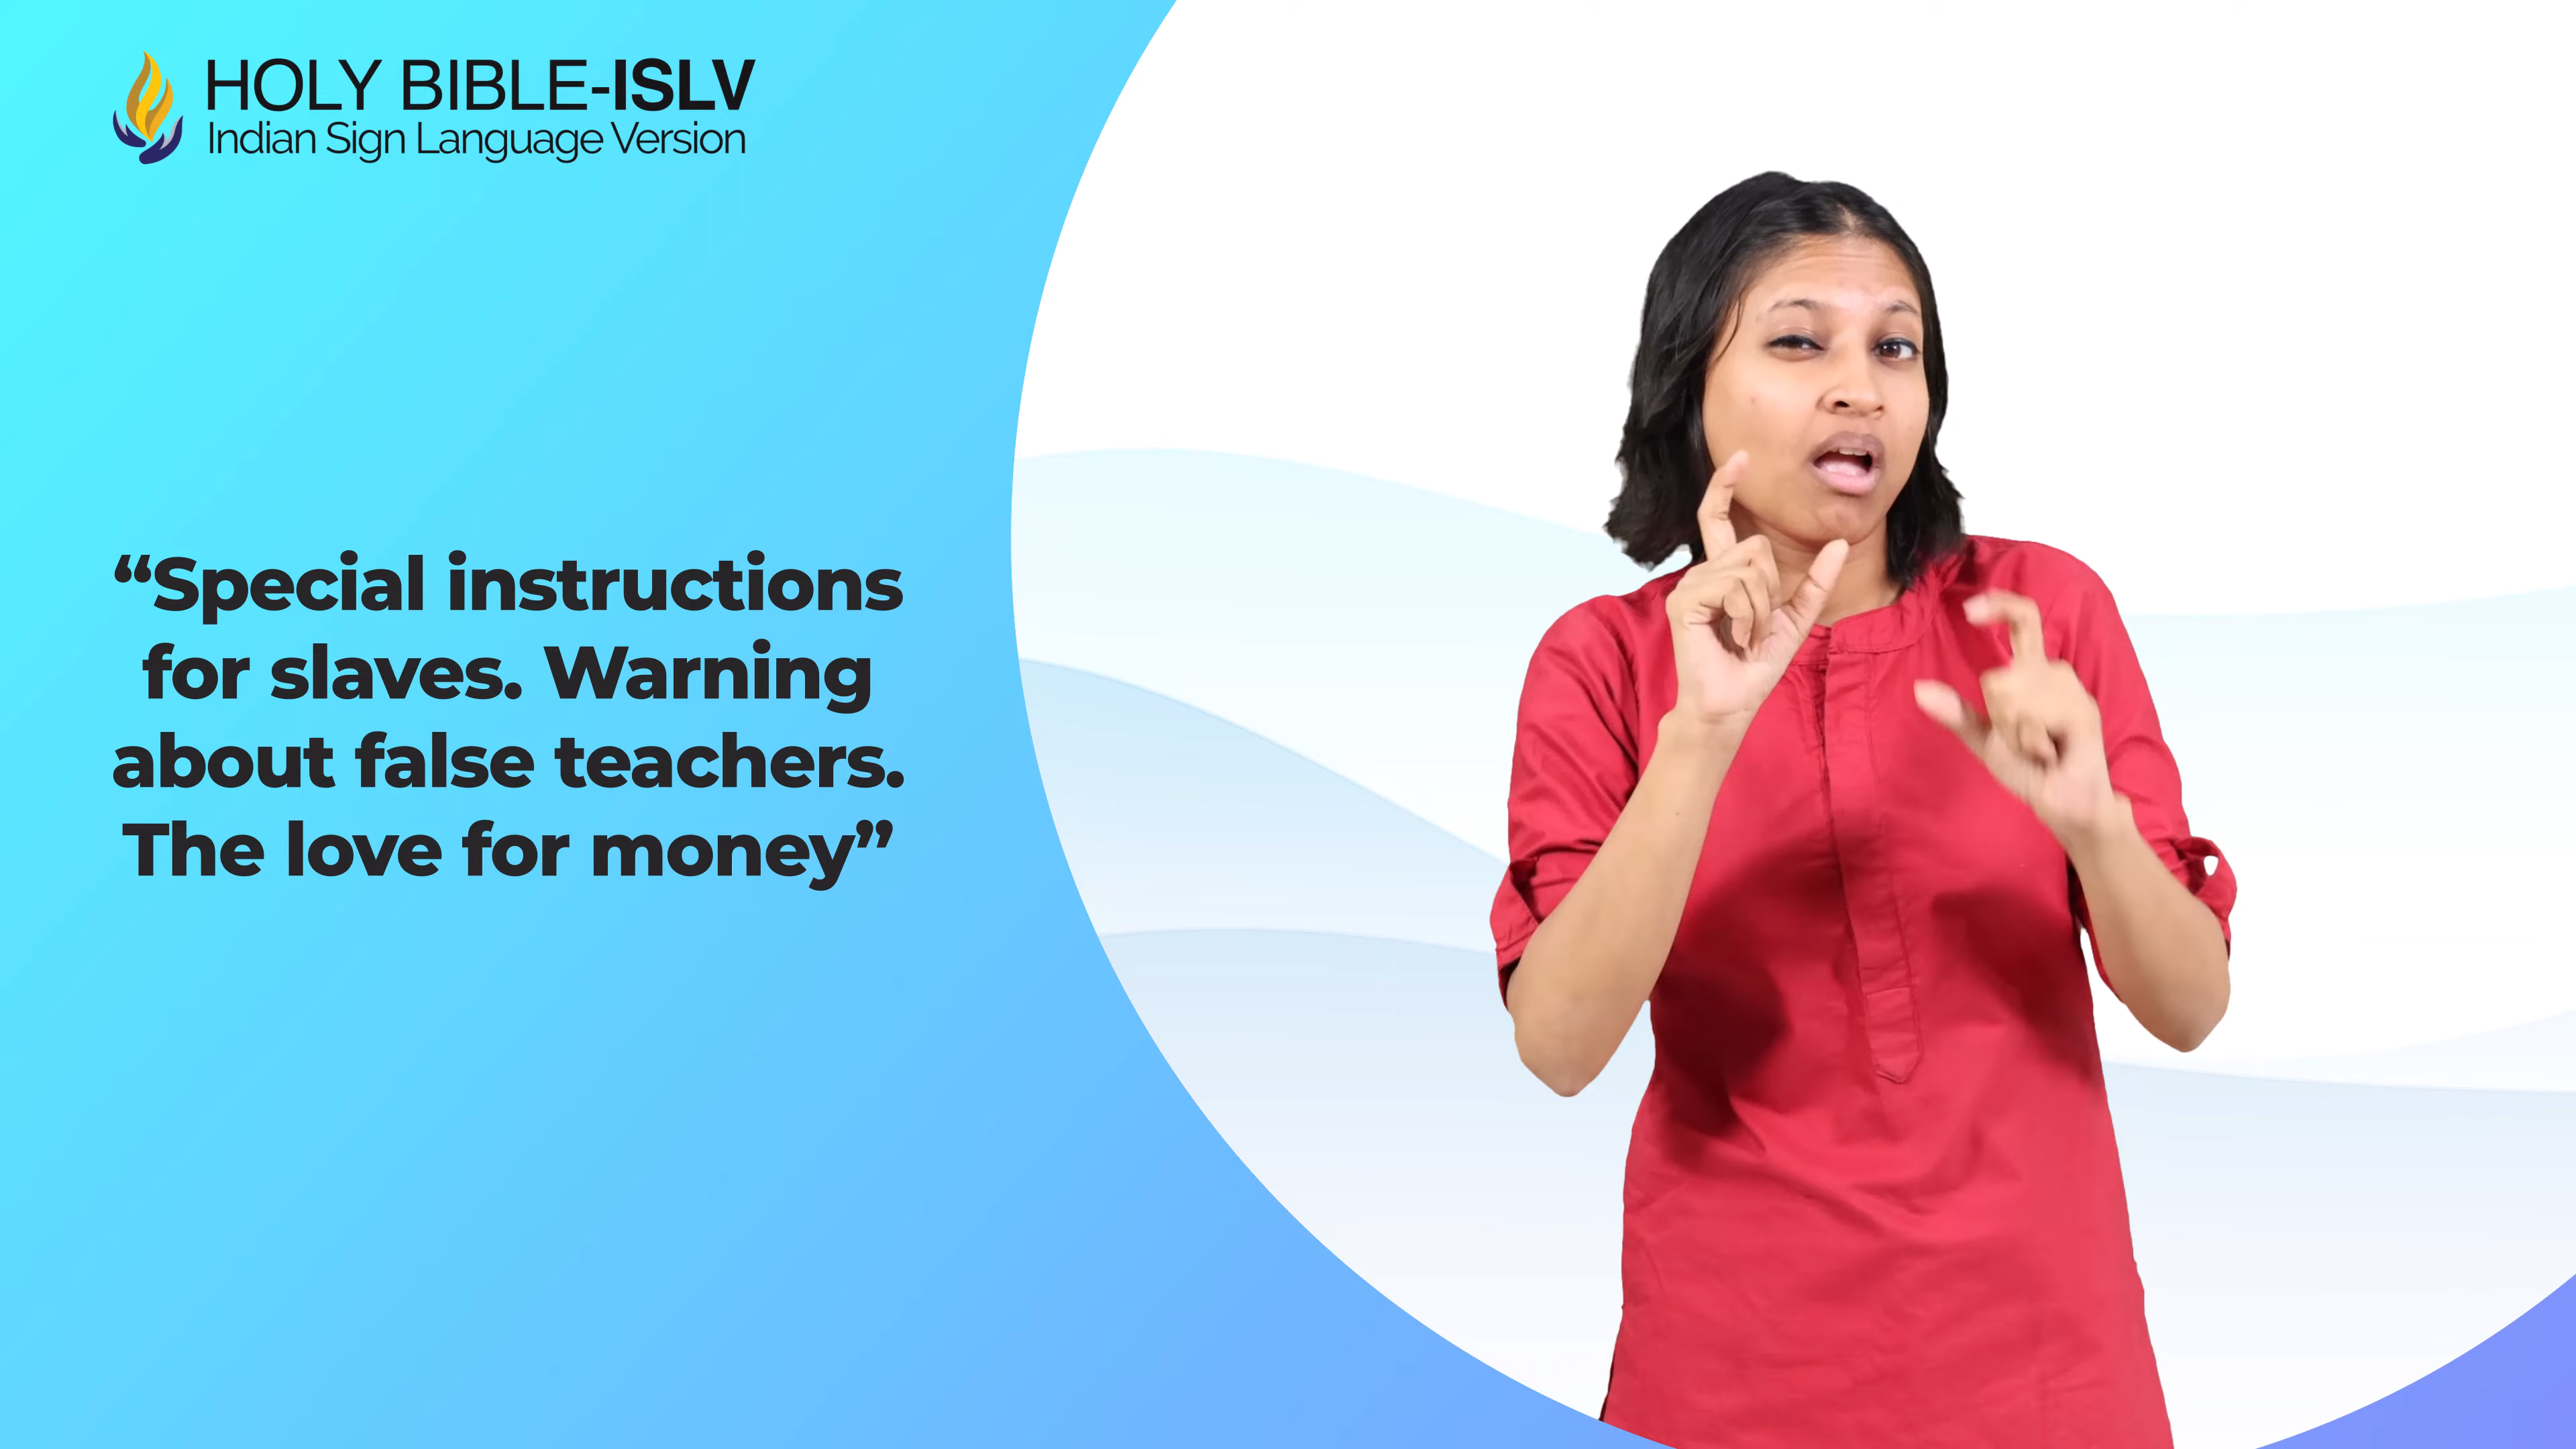 HOLY BIBLE-ISLV
Indian Sign Language Version
“Special instructions
for slaves. Warning
about false teachers.
The love for money”